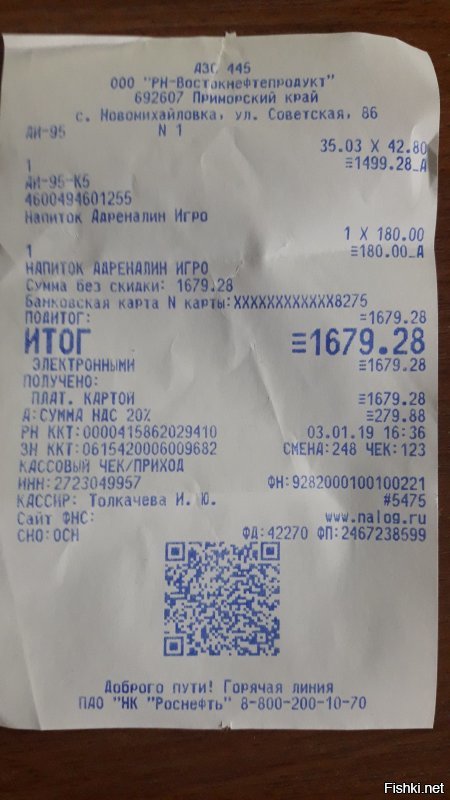 АЗС 445
ООО "РН-Востокнефтепродукт"
692607 Приморский край
с. Новомихайловка, ул. Советская, 86
АИ-95 N 1
35.03 X 42.80
1 ≡1499.28_А
АИ-95-К5
4600494601255
Напиток Адреналин Игро
1 X 180.00
1 ≡180.00_А
НАПИТОК АДРЕНАЛИН ИГРО
Сумма без скидки: 1679.28
Банковская карта N карты:XXXXXXXXXXXX8275
ПОДИТОГ: ≡1679.28
ИТОГ ≡1679.28
ЭЛЕКТРОННЫМИ ≡1679.28
ПОЛУЧЕНО:
ПЛАТ. КАРТОЙ ≡1679.28
А:СУММА НДС 20% ≡279.88
РН ККТ:0000415862029410 03.01.19 16:36
ЗН ККТ:0615420006009682 СМЕНА:248 ЧЕК:123
КАССОВЫЙ ЧЕК/ПРИХОД
ИНН:2723049957 ФН:9282000100100221
КАССИР: Толкачева И. Ю. #5475
Сайт ФНС: www.nalog.ru
СНО:ОСН ФД:42270 ФП:2467238599
Доброго пути! Горячая линия
ПАО "НК "Роснефть" 8-800-200-10-70
Fishki.net